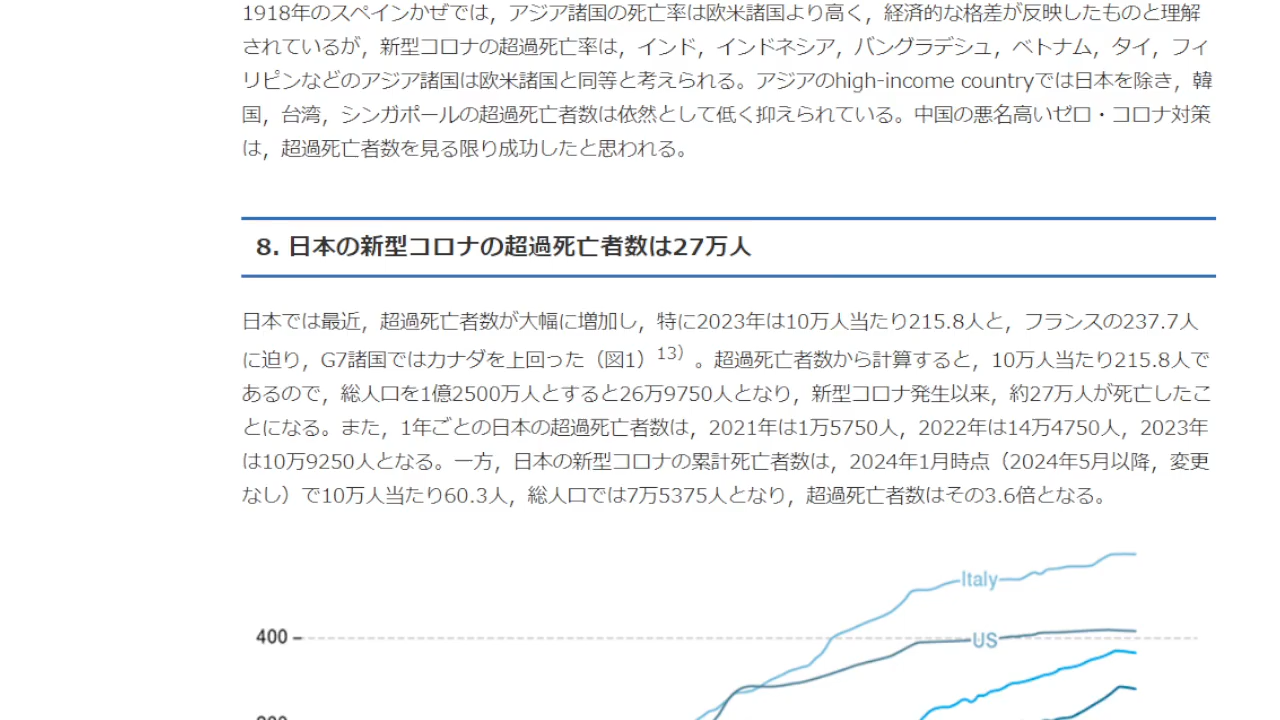 1918年のスペインかぜでは，アジア諸国の死亡率は欧米諸国より高く，経済的な格差が反映したものと理解
されているが，新型コロナの超過死亡率は，インド，インドネシア，バングラデシュ，ベトナム，タイ，フィ
リピンなどのアジア諸国は欧米諸国と同等と考えられる。アジアのhigh-income countryでは日本を除き，韓
国，台湾，シンガポールの超過死亡者数は依然として低く抑えられている。中国の悪名高いゼロ・コロナ対策
は，超過死亡者数を見る限り成功したと思われる。
8. 日本の新型コロナの超過死亡者数は27万人
日本では最近，超過死亡者数が大幅に増加し，特に2023年は10万人当たり215.8人と，フランスの237.7人
に迫り，G7諸国ではカナダを上回った（図1）13）。超過死亡者数から計算すると，10万人当たり215.8人で
あるので，総人口を1億2500万人とすると26万9750人となり，新型コロナ発生以来，約27万人が死亡したこ
とになる。また，1年ごとの日本の超過死亡者数は，2021年は1万5750人，2022年は14万4750人，2023年
は10万9250人となる。一方，日本の新型コロナの累計死亡者数は，2024年1月時点（2024年5月以降，変更
なし）で10万人当たり60.3人，総人口では7万5375人となり，超過死亡者数はその3.6倍となる。
Italy
400
US